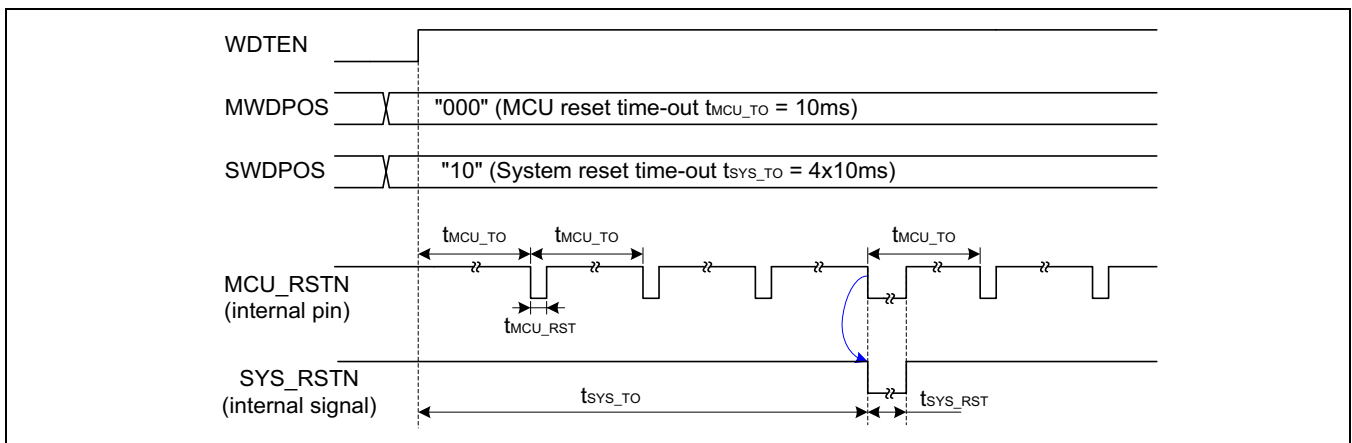 WDTEN
MWDPOS
"000" (MCU reset time-out tMCU_TO = 10ms)
SWDPOS
"10" (System reset time-out tSYS_TO = 4x10ms)
tMCU_TO tMCU_TO tMCU_TO
MCU_RSTN
(internal pin)
tMCU_RST
SYS_RSTN
(internal signal)
tSYS_TO tSYS_RST